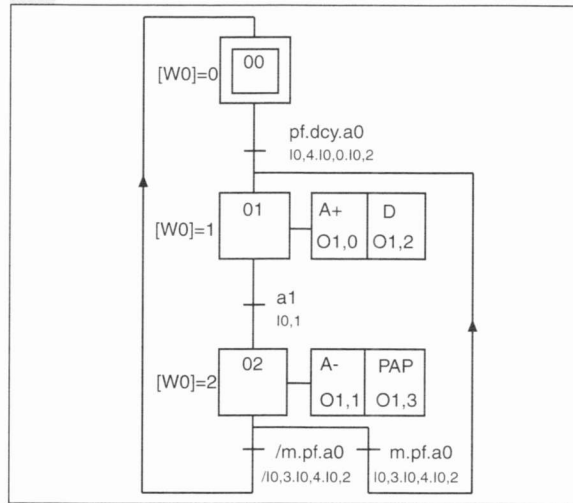 00
[W0]=0
pf.dcy.a0
I0,4.I0,0.I0,2
01
A+ D
[W0]=1
O1,0 O1,2
a1
I0,1
02
A- PAP
[W0]=2
O1,1 O1,3
/m.pf.a0 m.pf.a0
/I0,3.I0,4.I0,2 I0,3.I0,4.I0,2